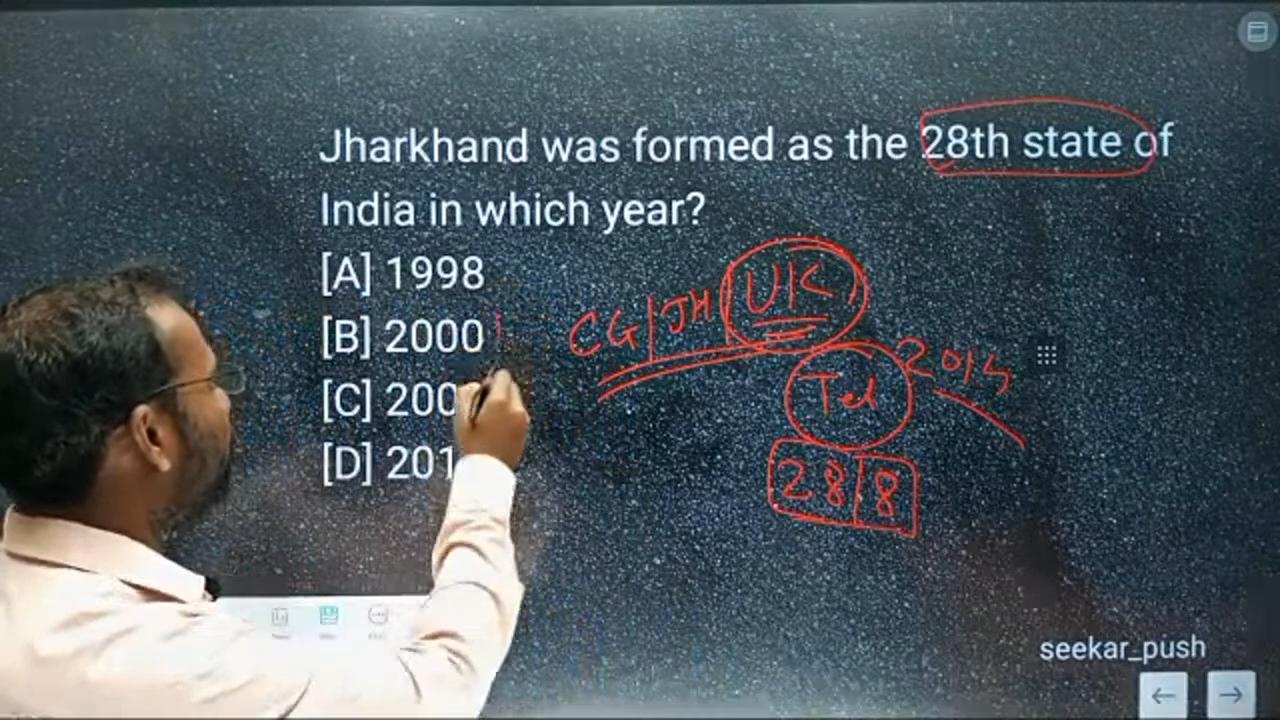 Jharkhand was formed as the 28th state of
India in which year?
[A] 1998
[B] 2000
[C] 200
[D] 201
CG|JH|UK
Tel 2014
28|8
seekar_push